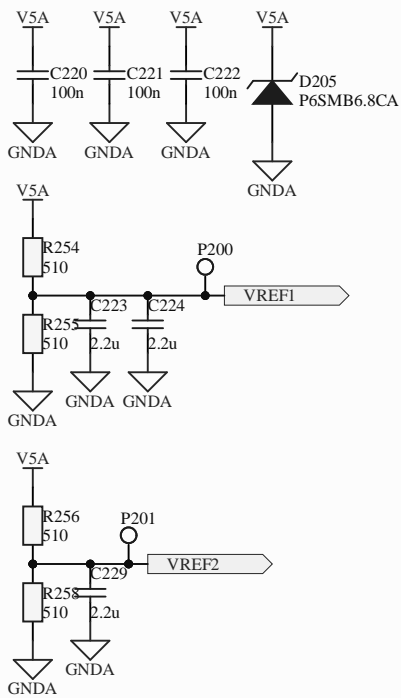 V5A V5A V5A V5A
C220 C221 C222 D205
100n 100n 100n P6SMB6.8CA
GNDA GNDA GNDA
GNDA
V5A
P200
R254
510
VREF1
R255 C223 C224
510 2.2u 2.2u
GNDA GNDA
GNDA
V5A
P201
R256
510
VREF2
R258 C229
510 2.2u
GNDA
GNDA